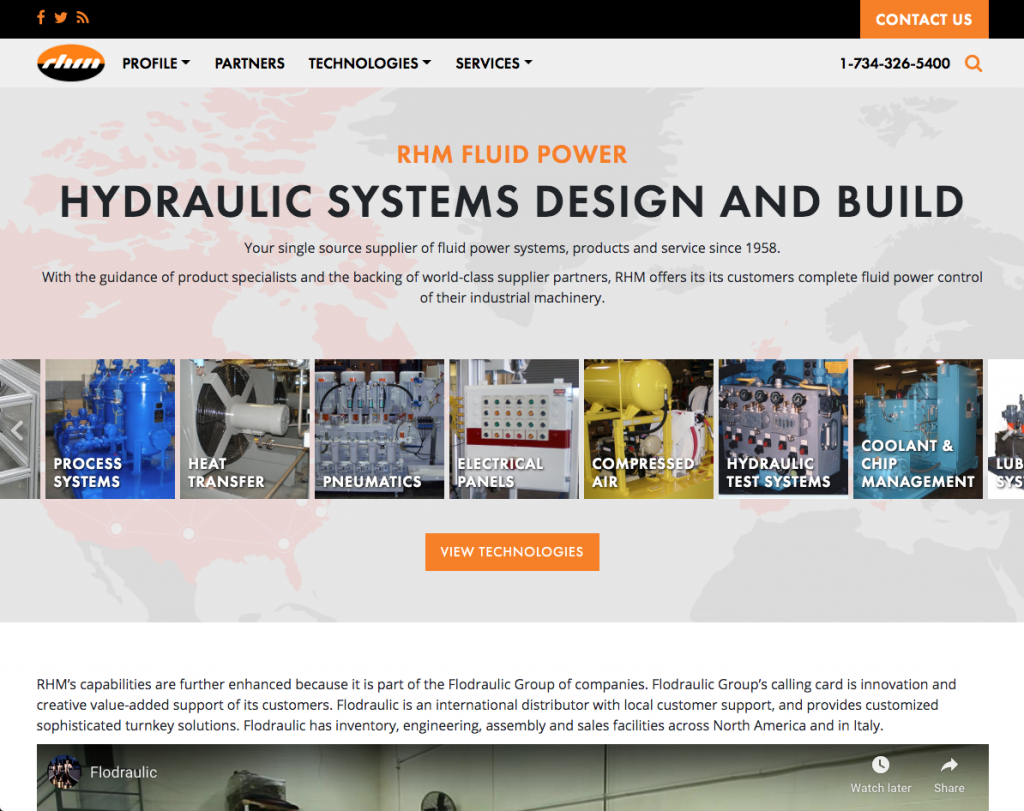 CONTACT US
rhm
PROFILE
PARTNERS
TECHNOLOGIES
SERVICES
1-734-326-5400
RHM FLUID POWER
HYDRAULIC SYSTEMS DESIGN AND BUILD
Your single source supplier of fluid power systems, products and service since 1958.
With the guidance of product specialists and the backing of world-class supplier partners, RHM offers its its customers complete fluid power control
of their industrial machinery.
PROCESS
SYSTEMS
HEAT
TRANSFER
PNEUMATICS
ELECTRICAL
PANELS
COMPRESSED
AIR
HYDRAULIC
TEST SYSTEMS
COOLANT &
CHIP
MANAGEMENT
LUB
SYS
VIEW TECHNOLOGIES
RHM's capabilities are further enhanced because it is part of the Flodraulic Group of companies. Flodraulic Group's calling card is innovation and
creative value-added support of its customers. Flodraulic is an international distributor with local customer support, and provides customized
sophisticated turnkey solutions. Flodraulic has inventory, engineering, assembly and sales facilities across North America and in Italy.
Flodraulic
Watch later
Share